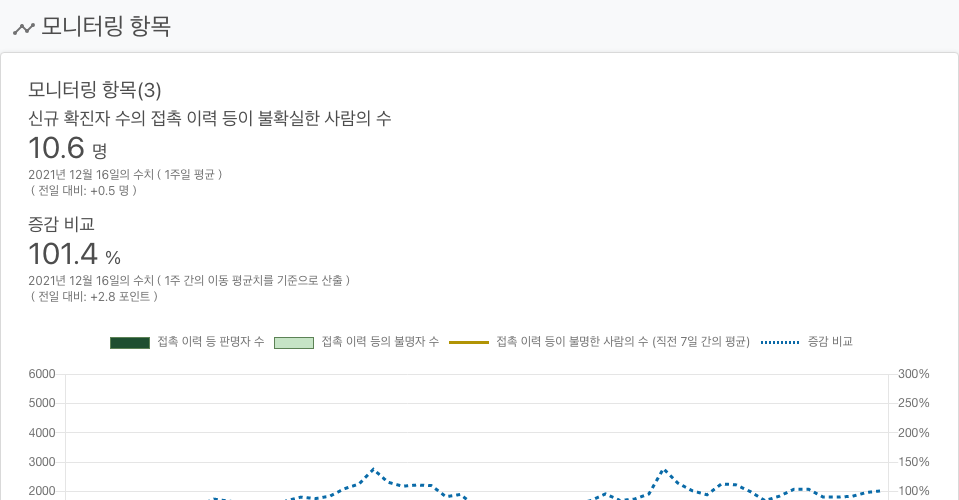 모니터링 항목
모니터링 항목(3)
신규 확진자 수의 접촉 이력 등이 불확실한 사람의 수
10.6 명
2021년 12월 16일의 수치 ( 1주일 평균 )
( 전일 대비: +0.5 명 )
증감 비교
101.4 %
2021년 12월 16일의 수치 ( 1주 간의 이동 평균치를 기준으로 산출 )
( 전일 대비: +2.8 포인트 )
접촉 이력 등 판명자 수 접촉 이력 등의 불명자 수 접촉 이력 등이 불명한 사람의 수 (직전 7일 간의 평균) 증감 비교
6000 300%
5000 250%
4000 200%
3000 150%
2000 100%